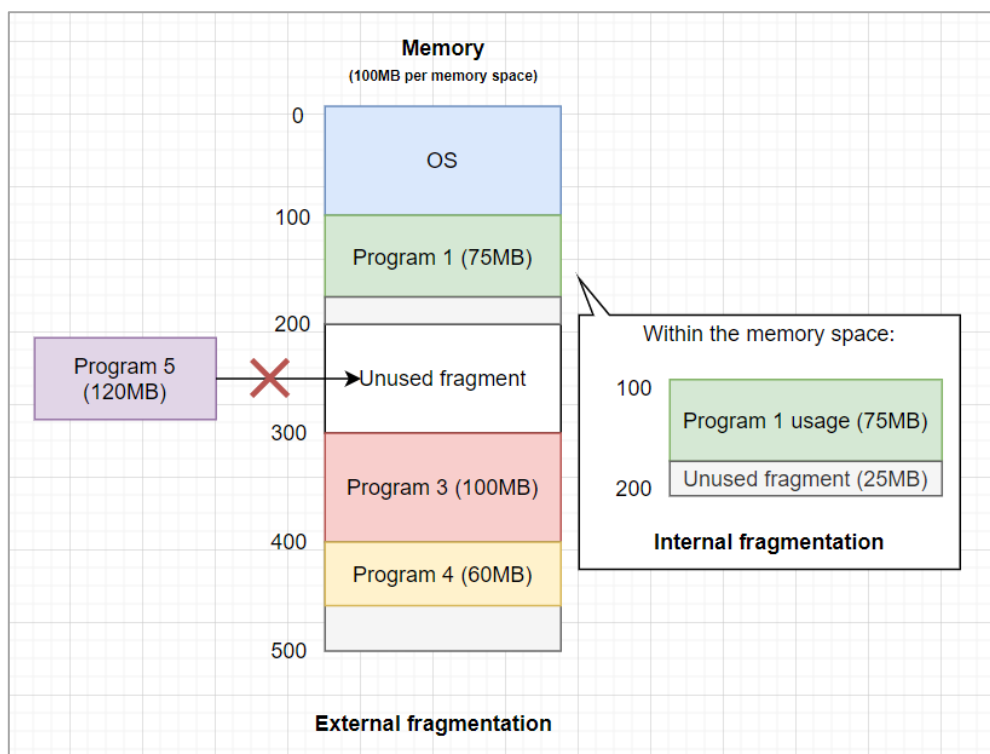 Memory
(100MB per memory space)
0
OS
100
Program 1 (75MB)
200
Program 5
(120MB)
Unused fragment
300
Program 3 (100MB)
400
Program 4 (60MB)
500
External fragmentation
Within the memory space:
100
Program 1 usage (75MB)
Unused fragment (25MB)
200
Internal fragmentation